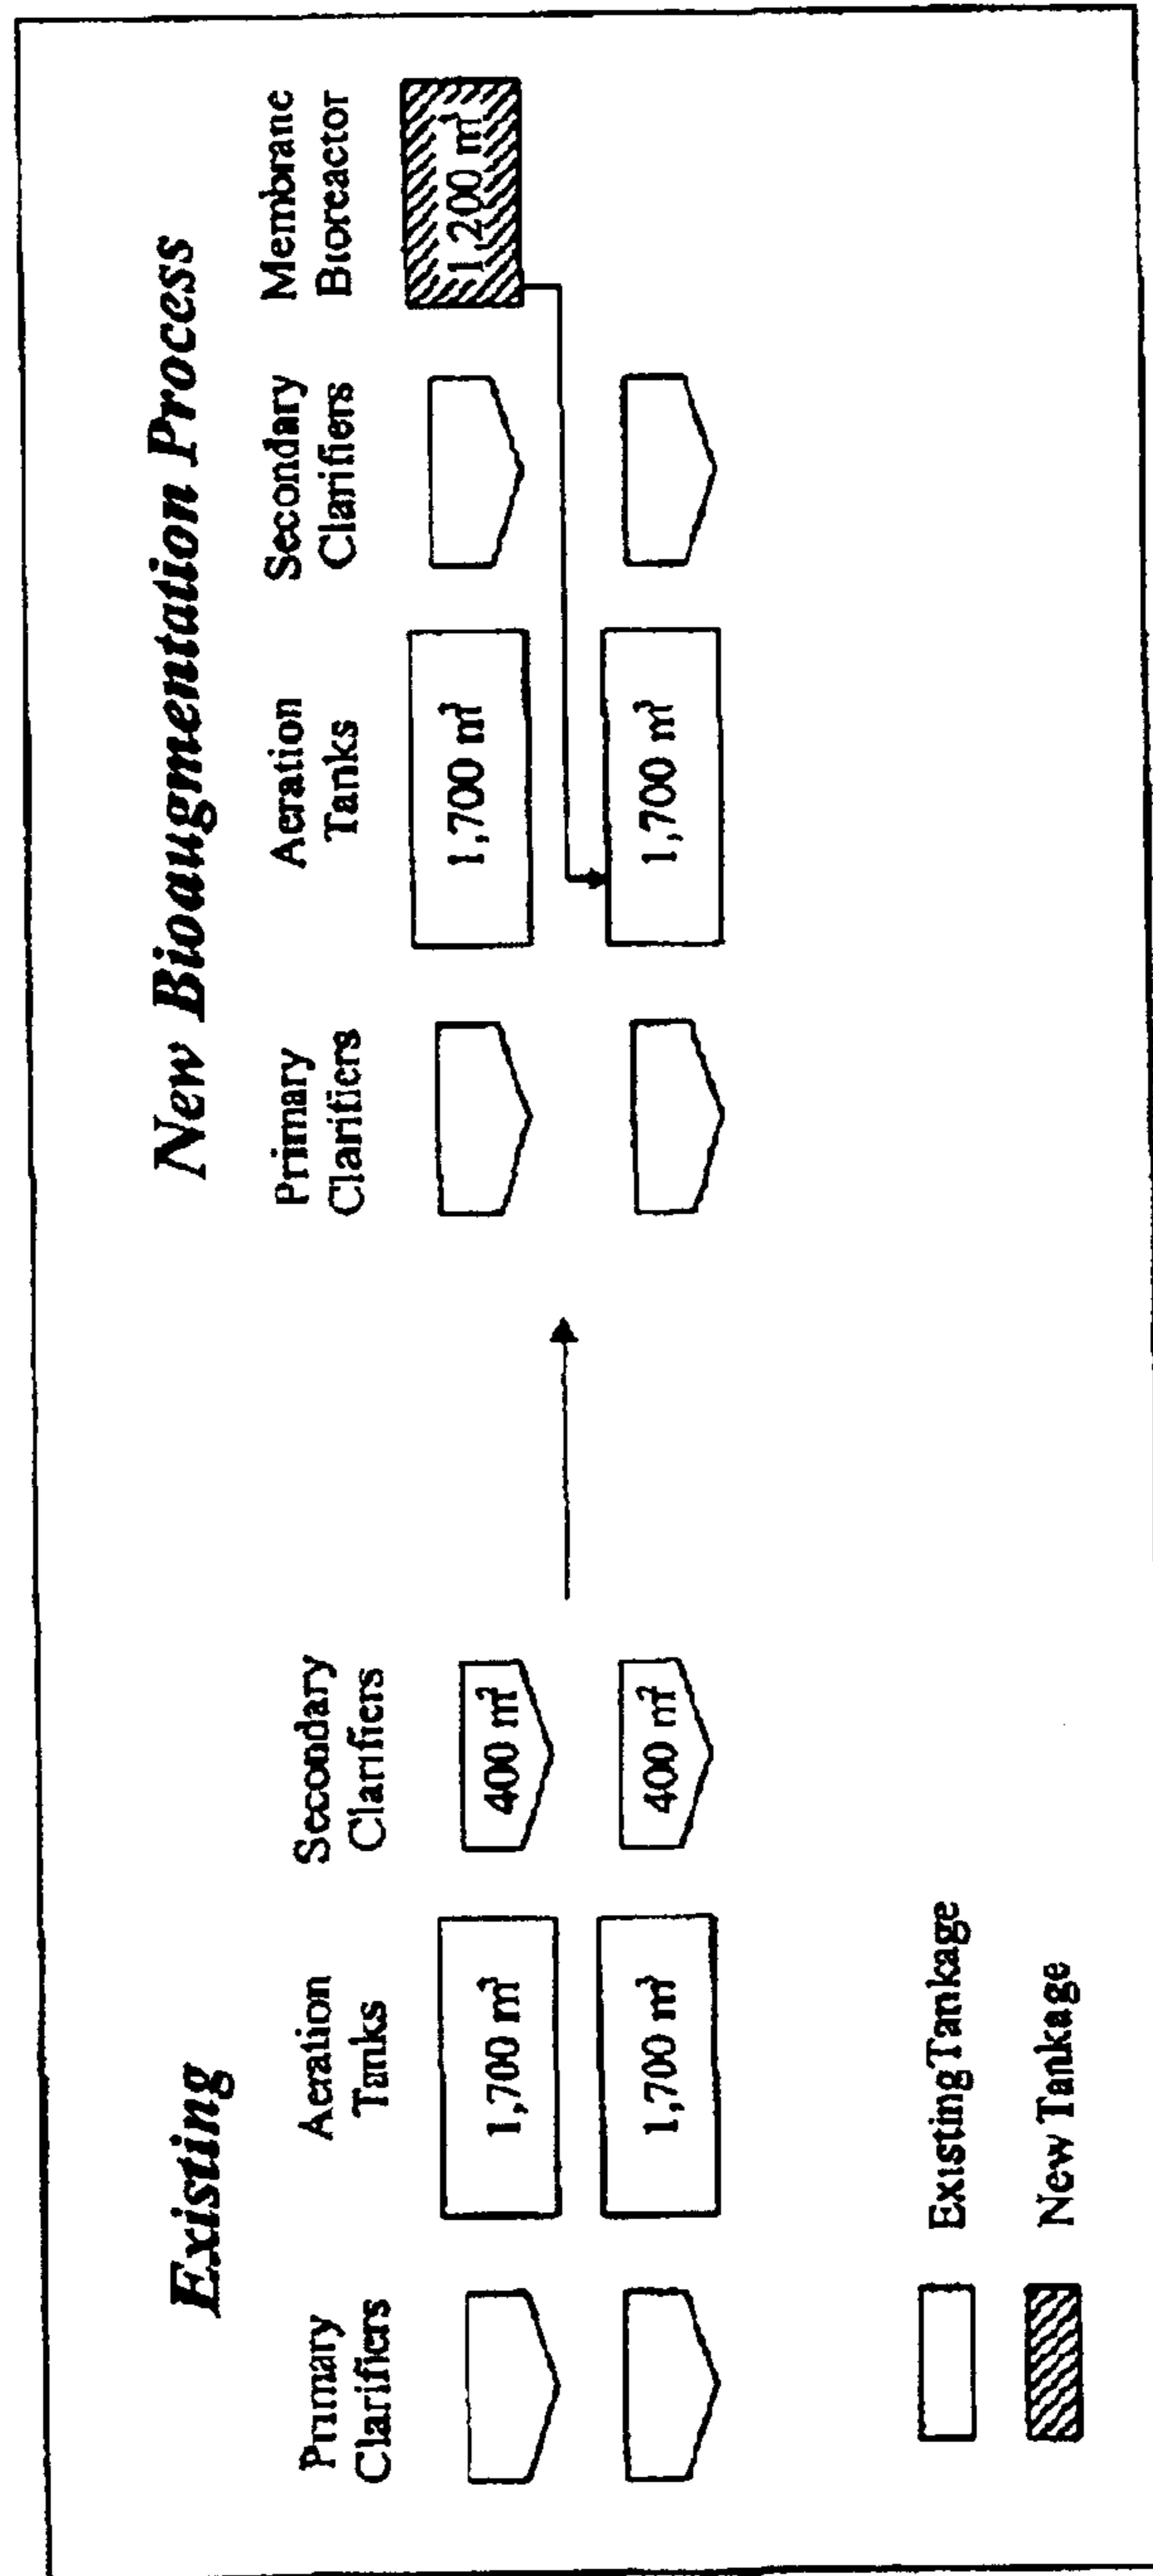 Existing
Primary
Clarifiers
Aeration
Tanks
Secondary
Clarifiers
1,700 m³
400 m²
1,700 m³
400 m²
Existing Tankage
New Tankage
New Bioaugmentation Process
Primary
Clarifiers
Aeration
Tanks
Secondary
Clarifiers
Membrane
Bioreactor
1,700 m³
1,200 m³
1,700 m³